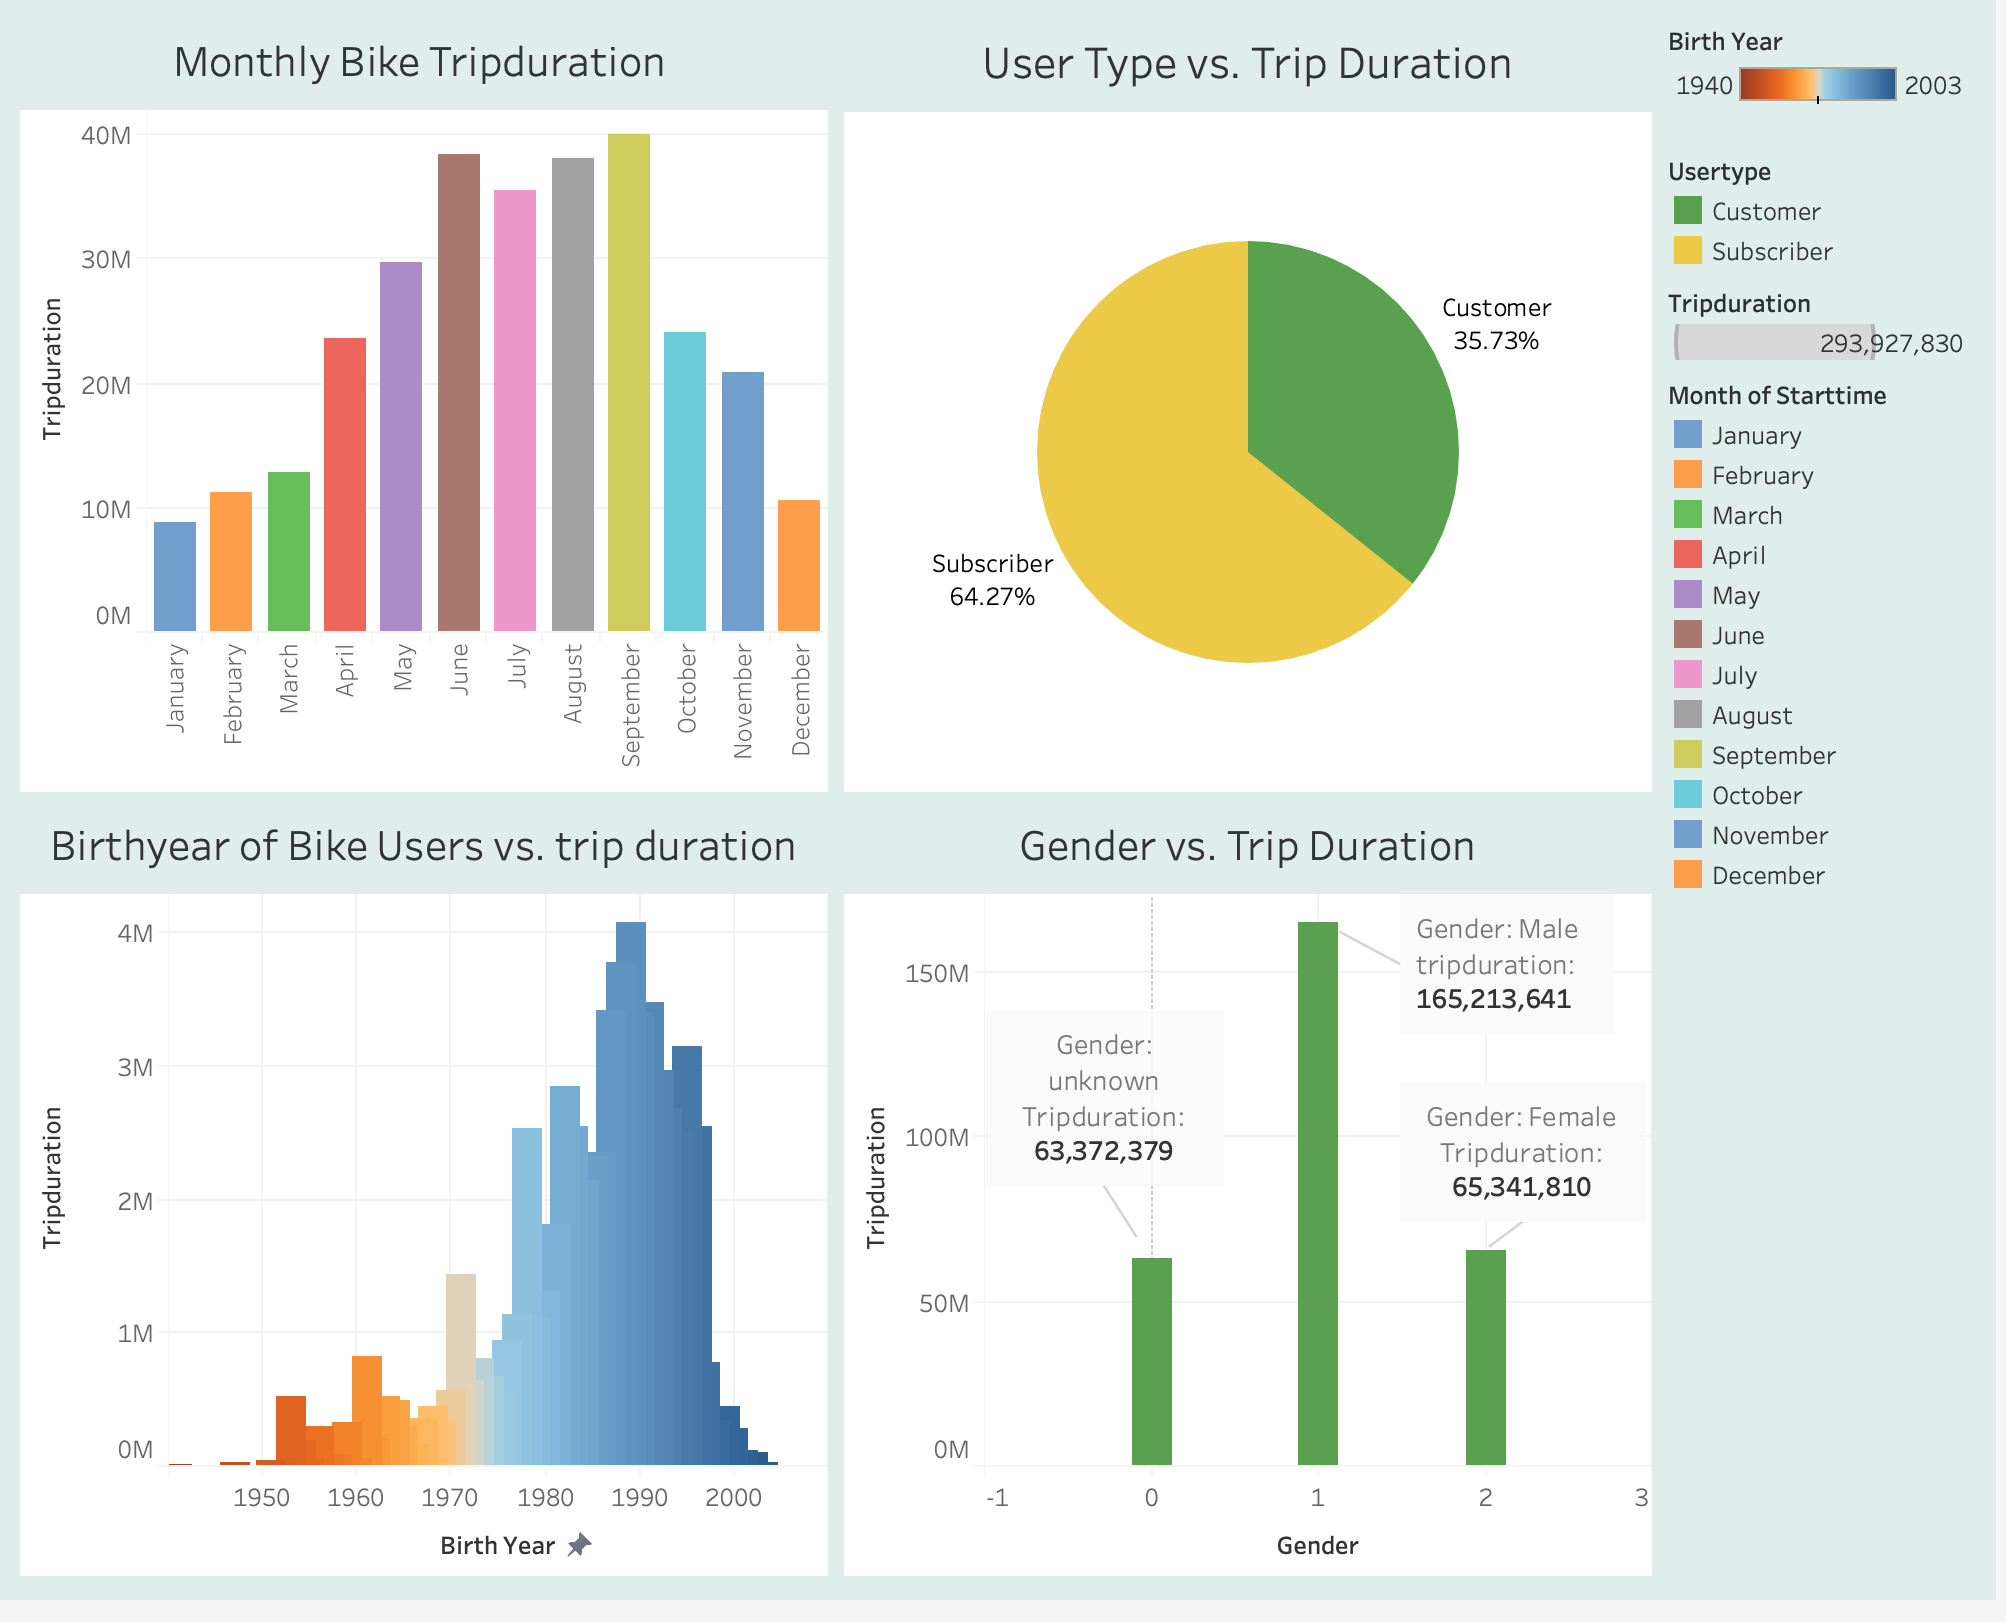 Monthly Bike Tripduration
40M
30M
20M
10M
0M
Tripduration
January
February
March
April
May
June
July
August
September
October
November
December
User Type vs. Trip Duration
Customer
35.73%
Subscriber
64.27%
Birth Year
1940
2003
Usertype
Customer
Subscriber
Tripduration
293,927,830
Month of Starttime
January
February
March
April
May
June
July
August
September
October
November
December
Birthyear of Bike Users vs. trip duration
4M
3M
2M
1M
0M
Tripduration
1950
1960
1970
1980
1990
2000
Birth Year
Gender vs. Trip Duration
150M
100M
50M
0M
Tripduration
Gender: Male
tripduration:
165,213,641
Gender:
unknown
Tripduration:
63,372,379
Gender: Female
Tripduration:
65,341,810
-1
0
1
2
3
Gender